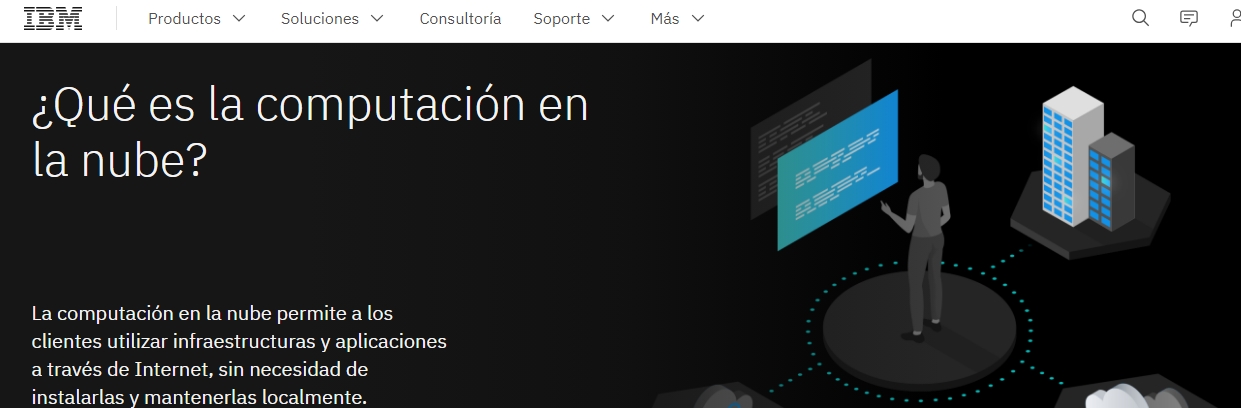 IBM Productos Soluciones Consultoría Soporte Más
¿Qué es la computación en
la nube?
La computación en la nube permite a los
clientes utilizar infraestructuras y aplicaciones
a través de Internet, sin necesidad de
instalarlas y mantenerlas localmente.